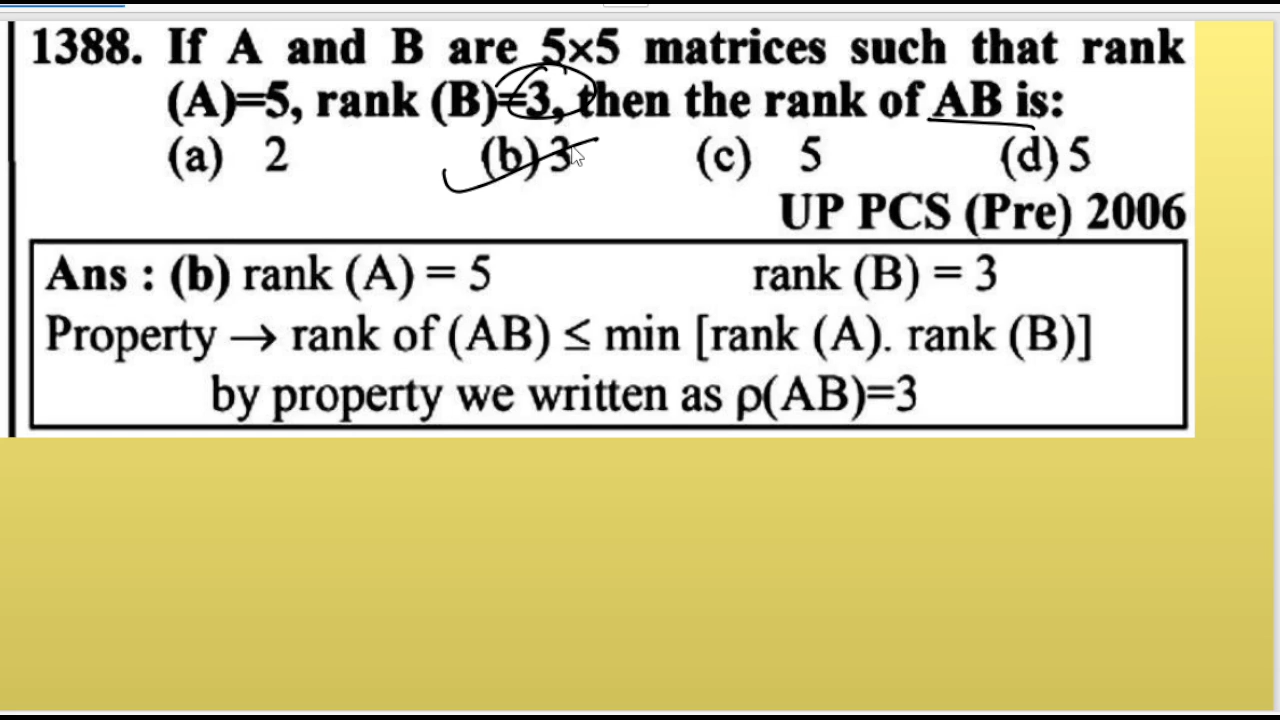 1388. If A and B are 5×5 matrices such that rank
(A)=5, rank (B)=3, then the rank of AB is:
(a) 2 (b) 3 (c) 5 (d) 5
UP PCS (Pre) 2006
Ans : (b) rank (A) = 5 rank (B) = 3
Property → rank of (AB) ≤ min [rank (A). rank (B)]
by property we written as ρ(AB)=3